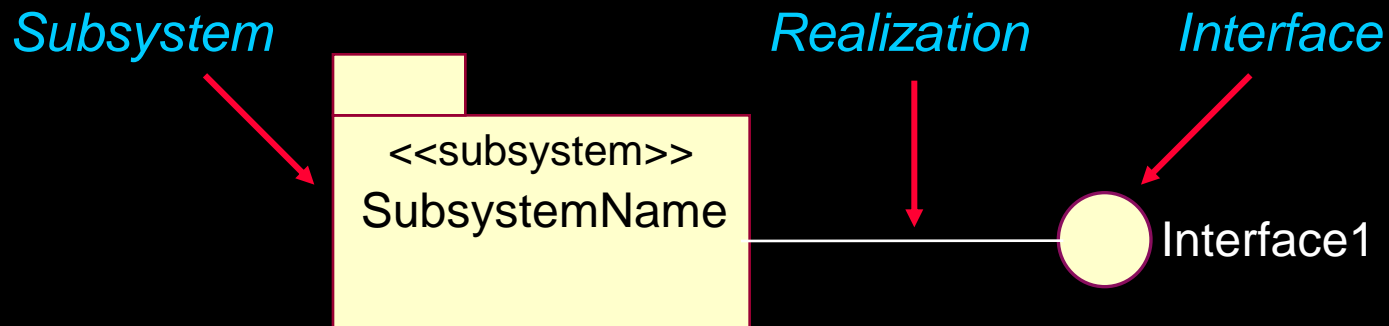 Subsystem
Realization
Interface
<<subsystem>>
SubsystemName
Interface1